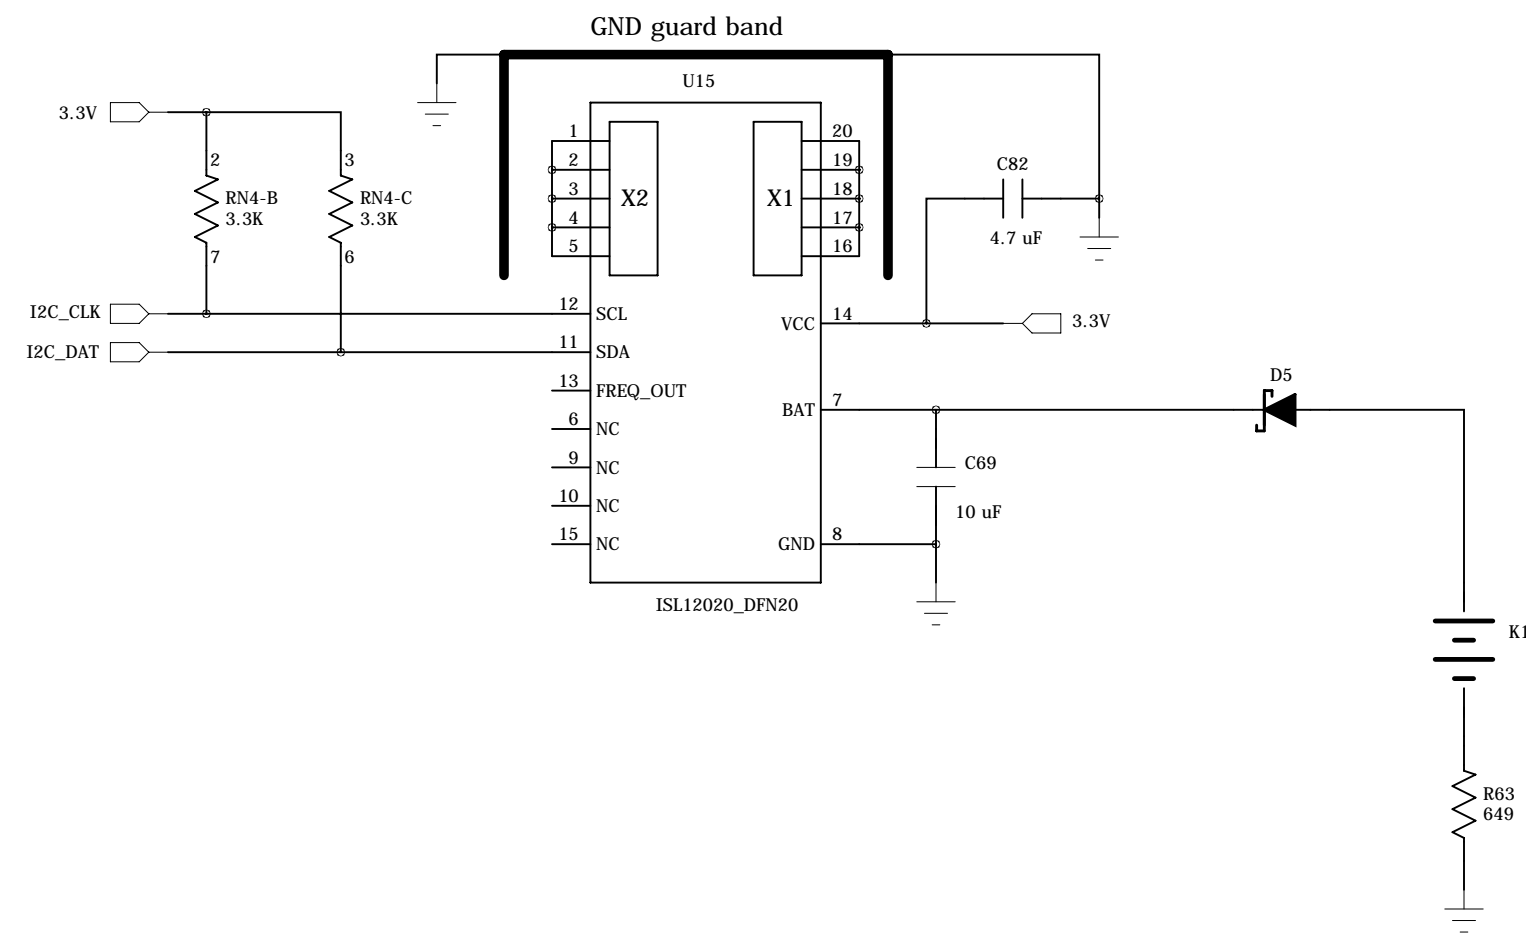 GND guard band
U15
3.3V
1
2
3
4
5
X2
X1
20
19
18
17
16
2
RN4-B
3.3K
7
3
RN4-C
3.3K
6
C82
4.7 uF
I2C_CLK
12
SCL
VCC
14
3.3V
I2C_DAT
11
SDA
13
FREQ_OUT
D5
BAT
7
6
NC
9
NC
C69
10 uF
10
NC
15
NC
GND
8
ISL12020_DFN20
K1
R63
649